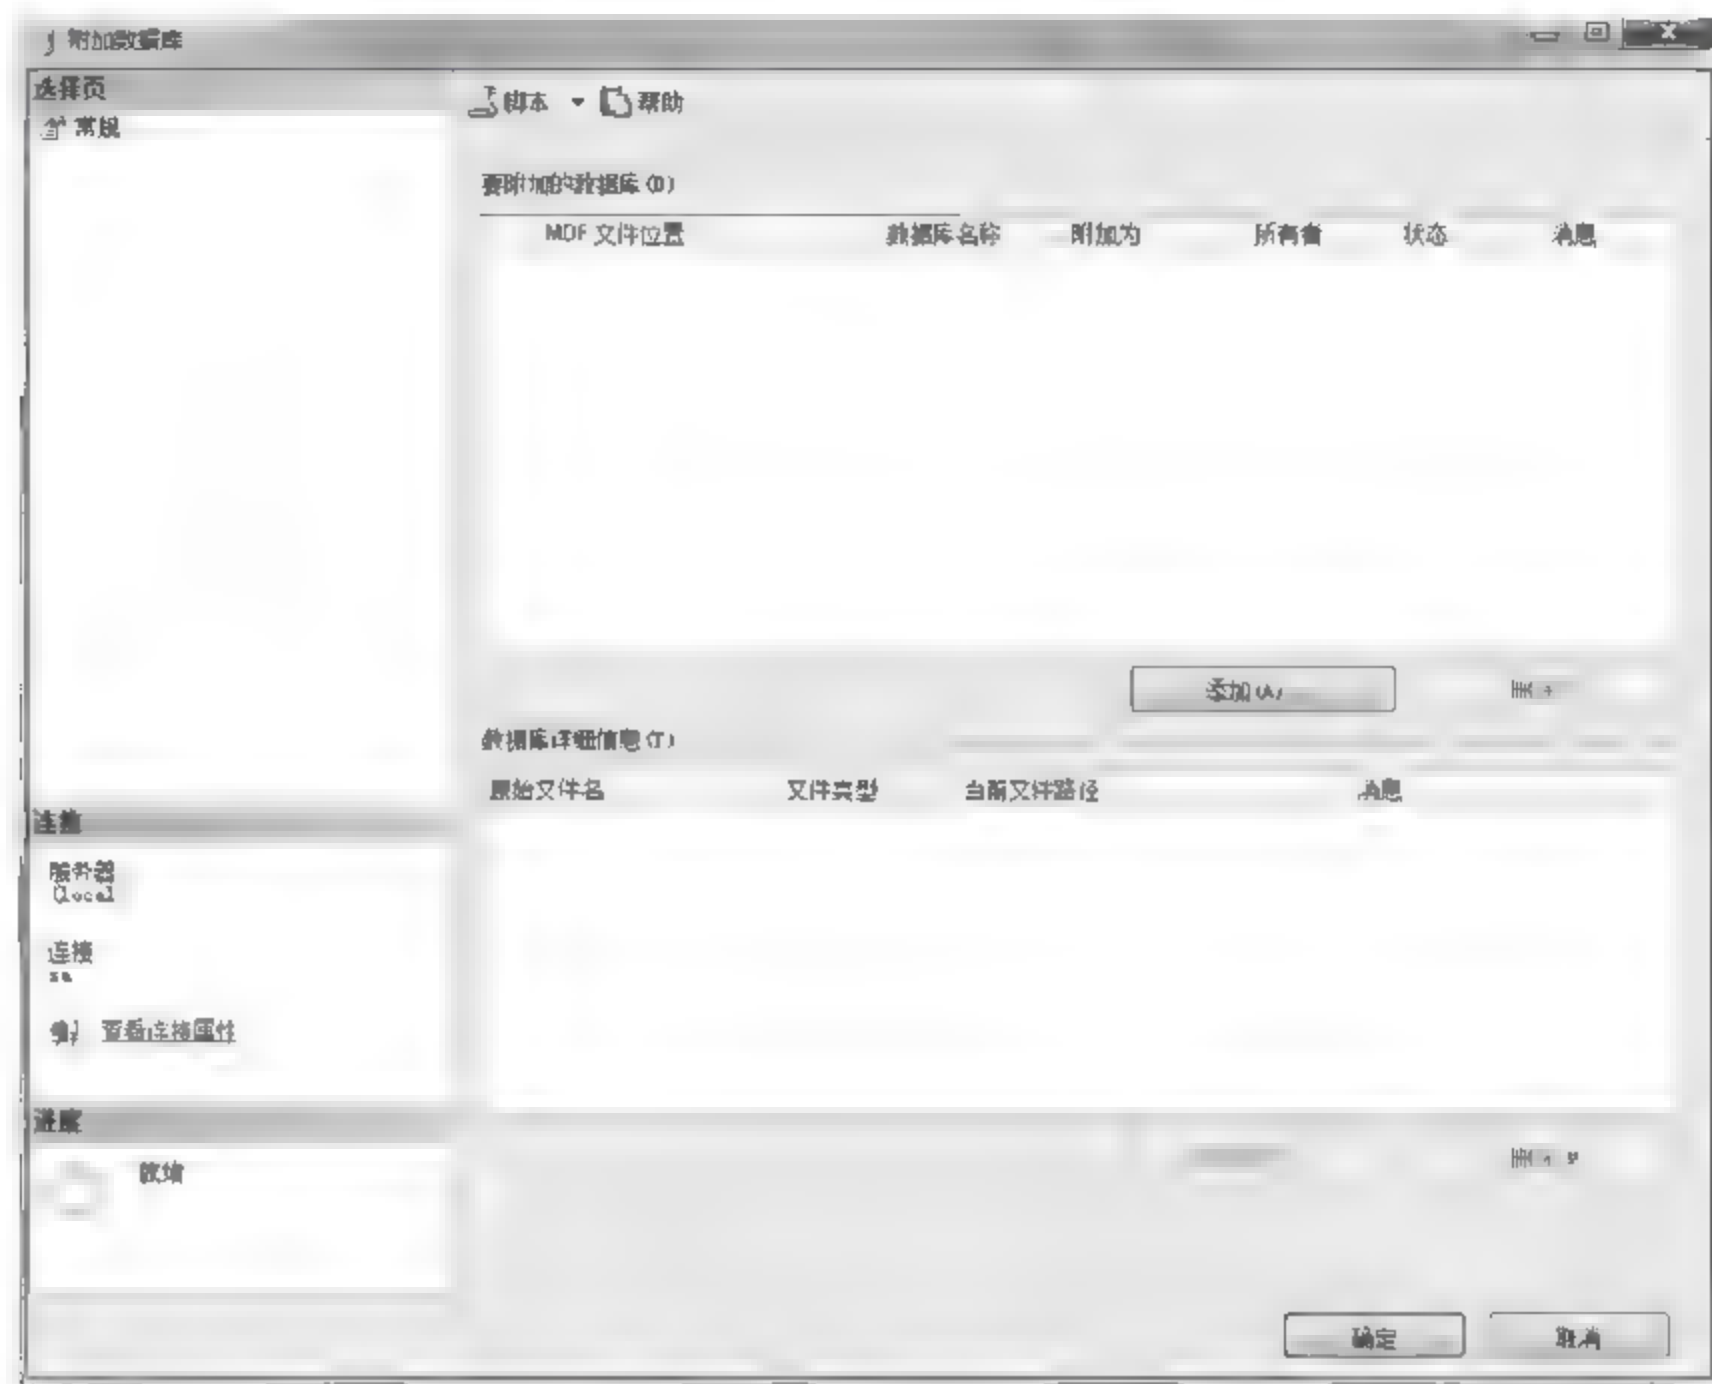 附加数据库
选择页
常规
脚本 帮助
要附加的数据库(D)
MDF 文件位置 数据库名称 附加为 所有者 状态 消息
添加(A)
数据库详细信息(T)
原始文件名 文件类型 当前文件路径 消息
连接
服务器
(local
连接
sa
查看连接属性
进度
就绪
确定 取消